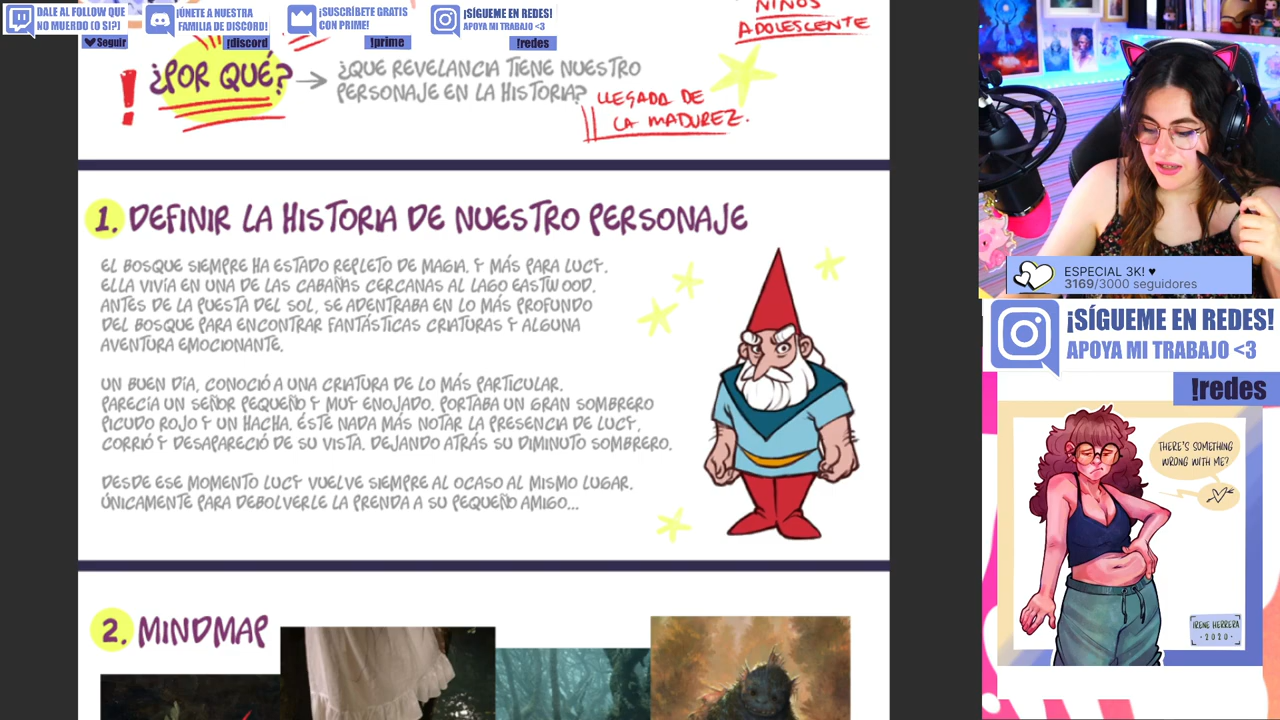 DALE AL FOLLOW QUE
NO MUERDO (O SI?)
Seguir
¡ÚNETE A NUESTRA
FAMILIA DE DISCORD!
!discord
¡SUSCRÍBETE GRATIS
CON PRIME!
!prime
¡SÍGUEME EN REDES!
APOYA MI TRABAJO <3
!redes
NIÑOS
ADOLESCENTE
! ¿POR QUÉ? → ¿QUE REVELANCIA TIENE NUESTRO
PERSONAJE EN LA HISTORIA?
LLEGADA DE
LA MADUREZ.
1. DEFINIR LA HISTORIA DE NUESTRO PERSONAJE
EL BOSQUE SIEMPRE HA ESTADO REPLETO DE MAGIA. Y MÁS PARA LUCY.
ELLA VIVÍA EN UNA DE LAS CABAÑAS CERCANAS AL LAGO EASTWOOD.
ANTES DE LA PUESTA DEL SOL, SE ADENTRABA EN LO MÁS PROFUNDO
DEL BOSQUE PARA ENCONTRAR FANTÁSTICAS CRIATURAS Y ALGUNA
AVENTURA EMOCIONANTE.
UN BUEN DÍA, CONOCIÓ A UNA CRIATURA DE LO MÁS PARTICULAR.
PARECÍA UN SEÑOR PEQUEÑO Y MUY ENOJADO. PORTABA UN GRAN SOMBRERO
PICUDO ROJO Y UN HACHA. ÉSTE NADA MÁS NOTAR LA PRESENCIA DE LUCY,
CORRIÓ Y DESAPARECIÓ DE SU VISTA. DEJANDO ATRÁS SU DIMINUTO SOMBRERO.
DESDE ESE MOMENTO LUCY VUELVE SIEMPRE AL OCASO AL MISMO LUGAR.
ÚNICAMENTE PARA DEBOLVERLE LA PRENDA A SU PEQUEÑO AMIGO...
2. MINDMAP
ESPECIAL 3K! ♥
3169/3000 seguidores
¡SÍGUEME EN REDES!
APOYA MI TRABAJO <3
!redes
THERE'S SOMETHING
WRONG WITH ME?
IRENE HERRERA
· 2020 ·